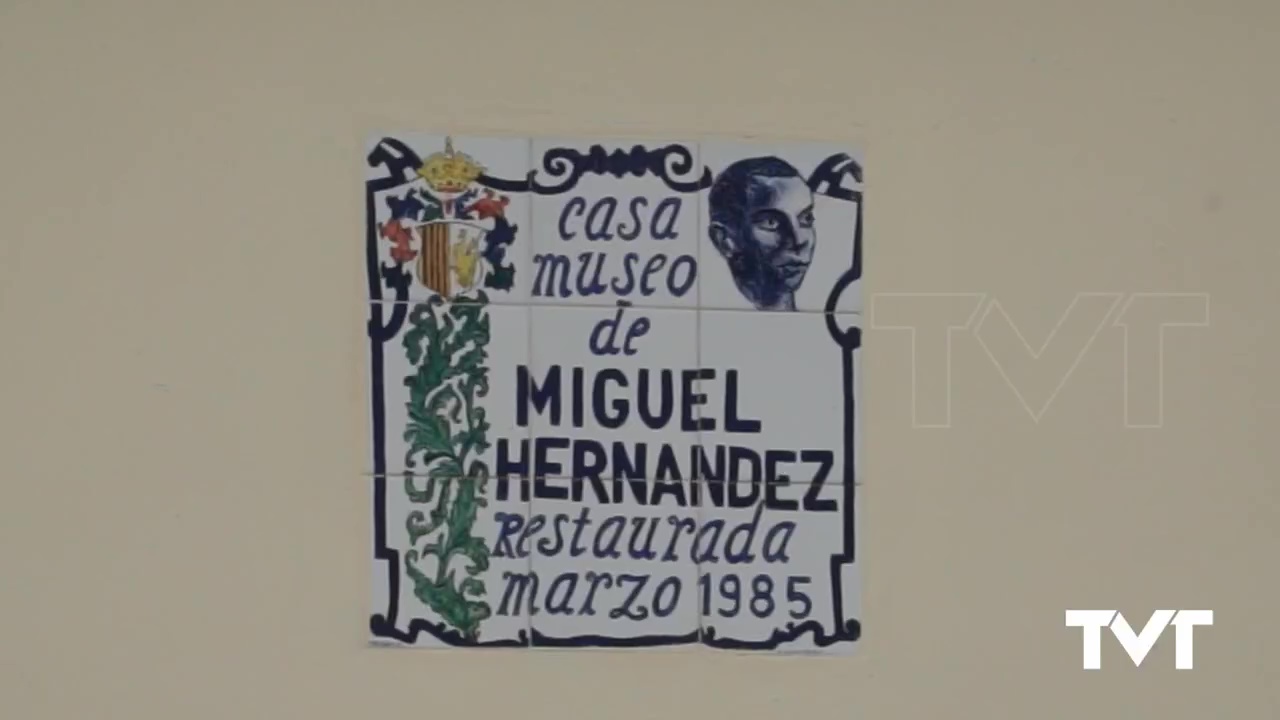 casa
museo
de
MIGUEL
HERNANDEZ
Restaurada
marzo 1985
TVT
TVT